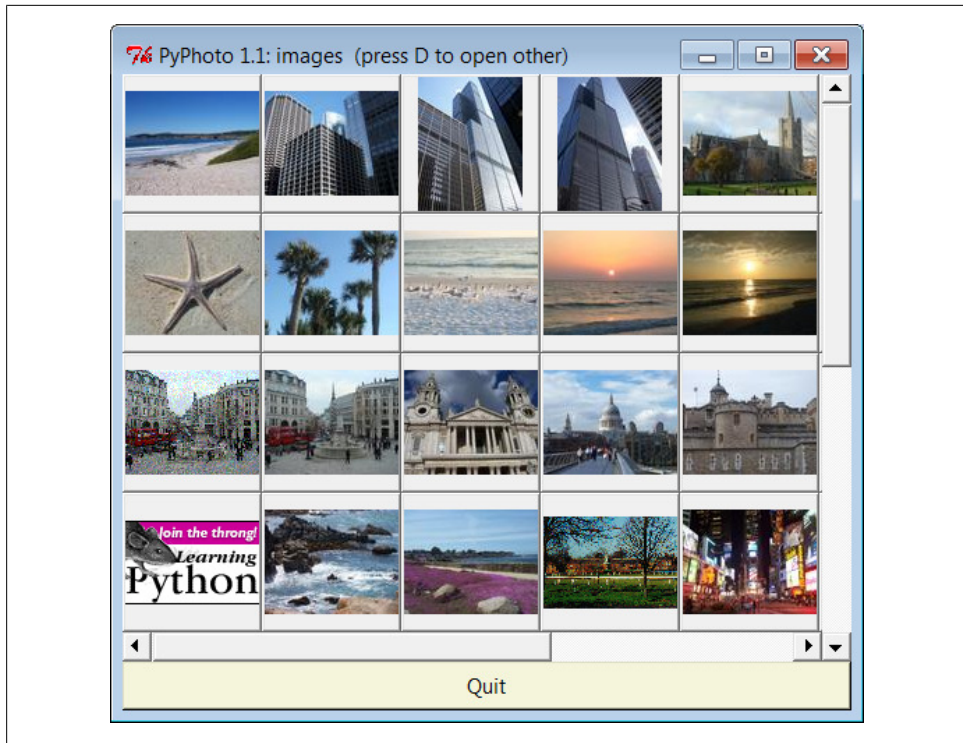 PyPhoto 1.1: images (press D to open other)
Join the throng!
Learning
Python
Quit